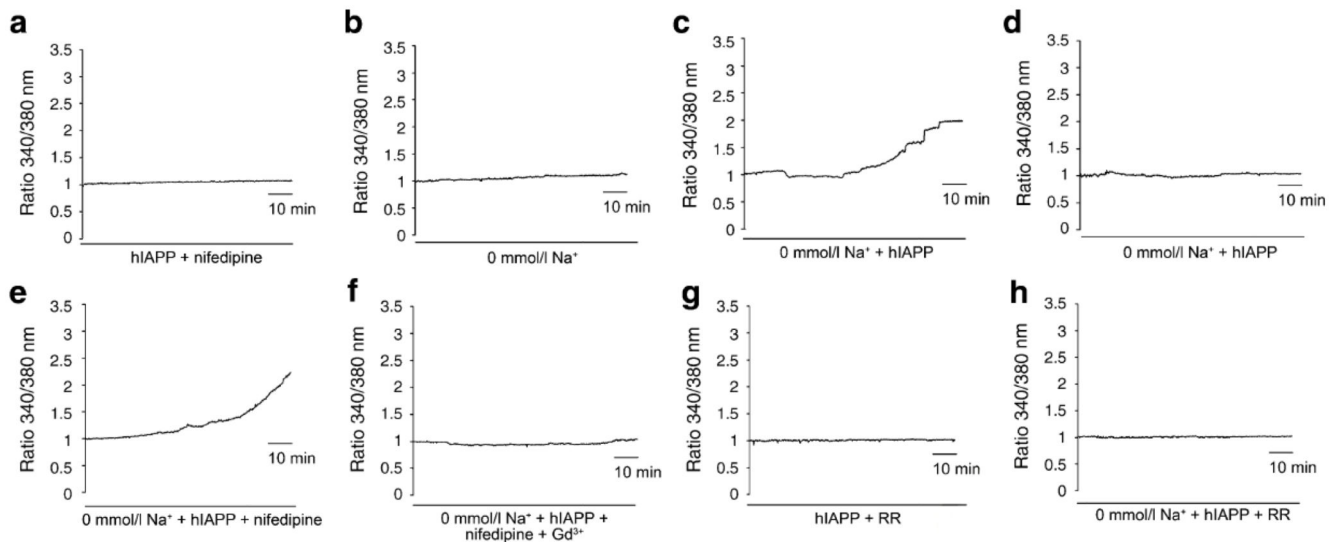 a
Ratio 340/380 nm
3.5
3
2.5
2
1.5
1
0.5
0
10 min
hIAPP + nifedipine
b
Ratio 340/380 nm
3.5
3
2.5
2
1.5
1
0.5
0
10 min
0 mmol/l Na⁺
c
Ratio 340/380 nm
3.5
3
2.5
2
1.5
1
0.5
0
10 min
0 mmol/l Na⁺ + hIAPP
d
Ratio 340/380 nm
3.5
3
2.5
2
1.5
1
0.5
0
10 min
0 mmol/l Na⁺ + hIAPP
e
Ratio 340/380 nm
3.5
3
2.5
2
1.5
1
0.5
0
10 min
0 mmol/l Na⁺ + hIAPP + nifedipine
f
Ratio 340/380 nm
3.5
3
2.5
2
1.5
1
0.5
0
10 min
0 mmol/l Na⁺ + hIAPP +
nifedipine + Gd³⁺
g
Ratio 340/380 nm
3.5
3
2.5
2
1.5
1
0.5
0
10 min
hIAPP + RR
h
Ratio 340/380 nm
3.5
3
2.5
2
1.5
1
0.5
0
10 min
0 mmol/l Na⁺ + hIAPP + RR